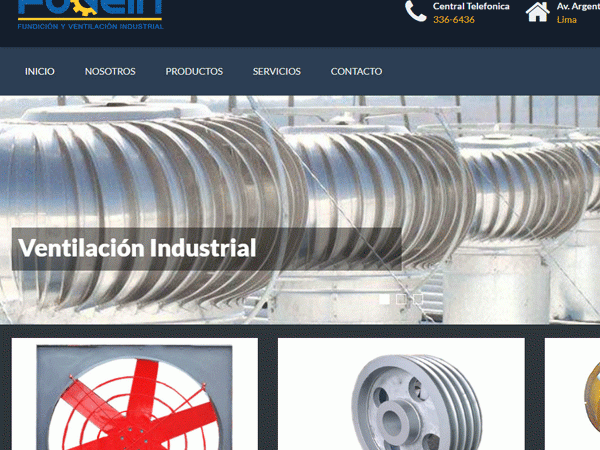 FUNDICIÓN Y VENTILACIÓN INDUSTRIAL
Central Telefonica
336-6436
Av. Argent
Lima
INICIO NOSOTROS PRODUCTOS SERVICIOS CONTACTO
Ventilación Industrial